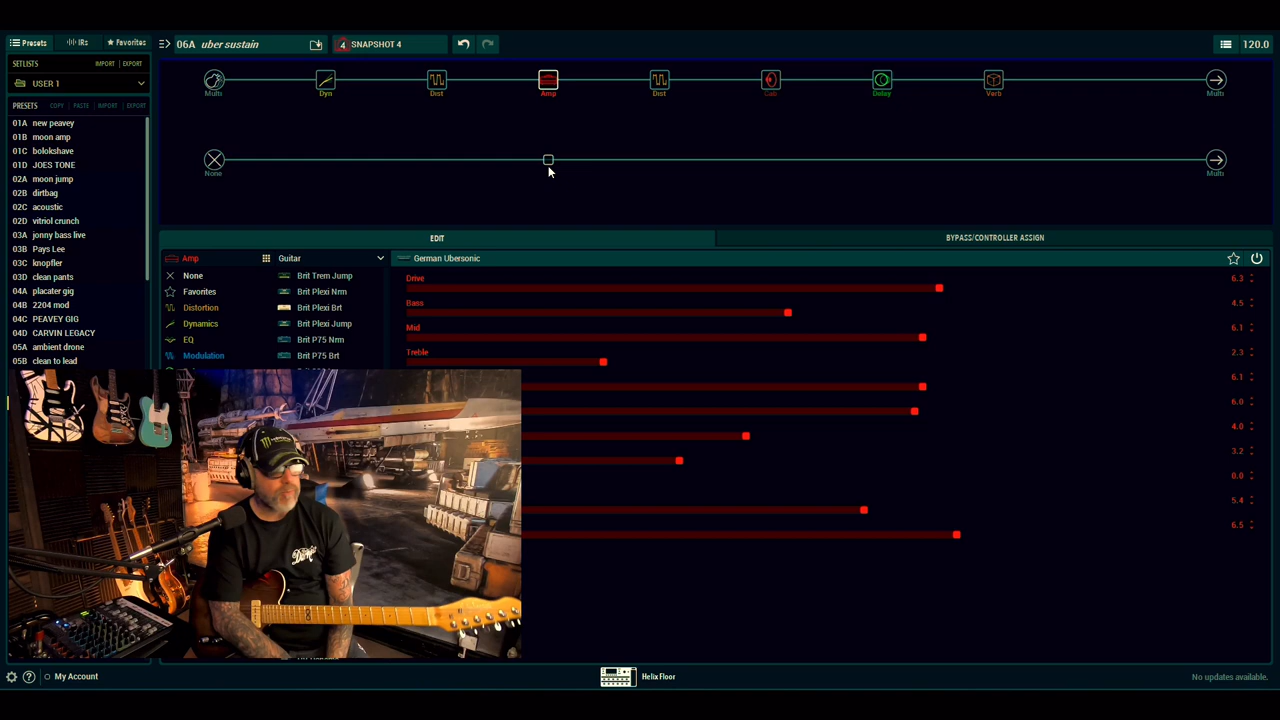 Presets
IRs
Favorites
06A uber sustain
4 SNAPSHOT 4
120.0
SETLISTS
IMPORT EXPORT
USER 1
PRESETS
COPY PASTE IMPORT EXPORT
01A new peavey
01B moon amp
01C bolokshave
01D JOES TONE
02A moon jump
02B dirtbag
02C acoustic
02D vitriol crunch
03A jonny bass live
03B Pays Lee
03C knopfler
03D clean pants
04A placater gig
04B 2204 mod
04C PEAVEY GIG
04D CARVIN LEGACY
05A ambient drone
05B clean to lead
Multi
Dyn
Dist
Amp
Dist
Cab
Delay
Verb
Multi
None
Multi
EDIT
BYPASS/CONTROLLER ASSIGN
Amp
Guitar
German Ubersonic
None
Favorites
Distortion
Dynamics
EQ
Modulation
Brit Trem Jump
Brit Plexi Nrm
Brit Plexi Brt
Brit Plexi Jump
Brit P75 Nrm
Brit P75 Brt
Drive 6.3
Bass 4.5
Mid 6.1
Treble 2.3
6.1
6.0
4.0
3.2
0.0
5.4
6.5
My Account
Helix Floor
No updates available.